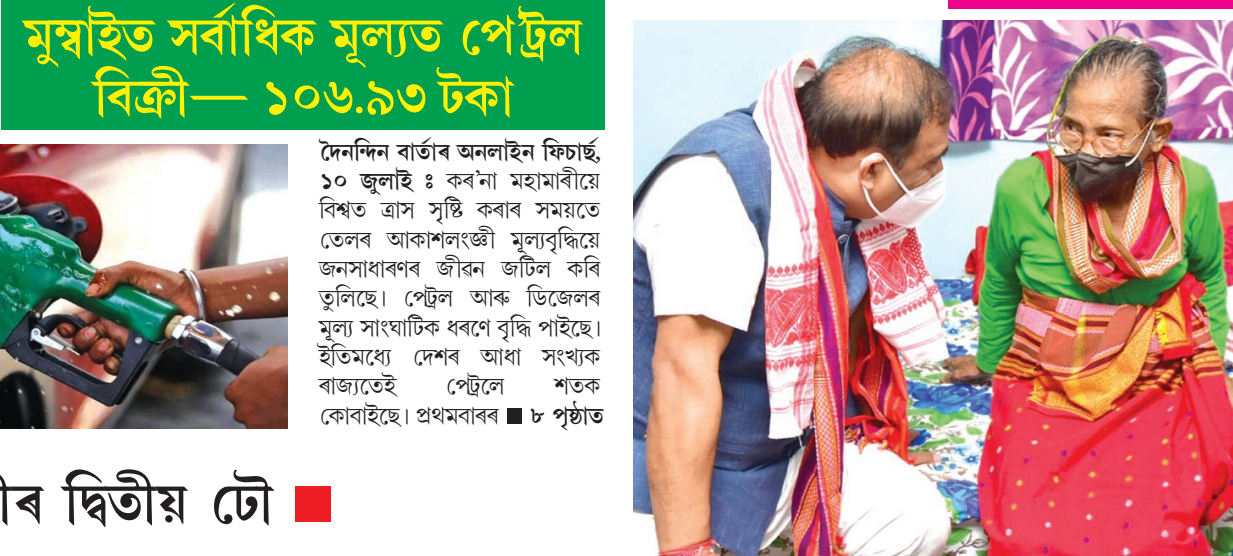 মুম্বাইত সৰ্বাধিক মূল্যত পে'ট্ৰল
বিক্ৰী— ১০৬.৯৩ টকা
দৈনন্দিন বাৰ্তাৰ অনলাইন ফিচাৰ্ছ,
১০ জুলাই ঃ কৰ'না মহামাৰীয়ে
বিশ্বত ত্ৰাস সৃষ্টি কৰাৰ সময়তে
তেলৰ আকাশলংজ্ঞী মূল্যবৃদ্ধিয়ে
জনসাধাৰণৰ জীৱন জটিল কৰি
তুলিছে। পেট্ৰল আৰু ডিজেলৰ
মূল্য সাংঘাটিক ধৰণে বৃদ্ধি পাইছে।
ইতিমধ্যে দেশৰ আধা সংখ্যক
ৰাজ্যতেই পেট্ৰলে শতক
কোবাইছে। প্ৰথমবাৰৰ ■ ৮ পৃষ্ঠাত
ীৰ দ্বিতীয় ঢৌ ■